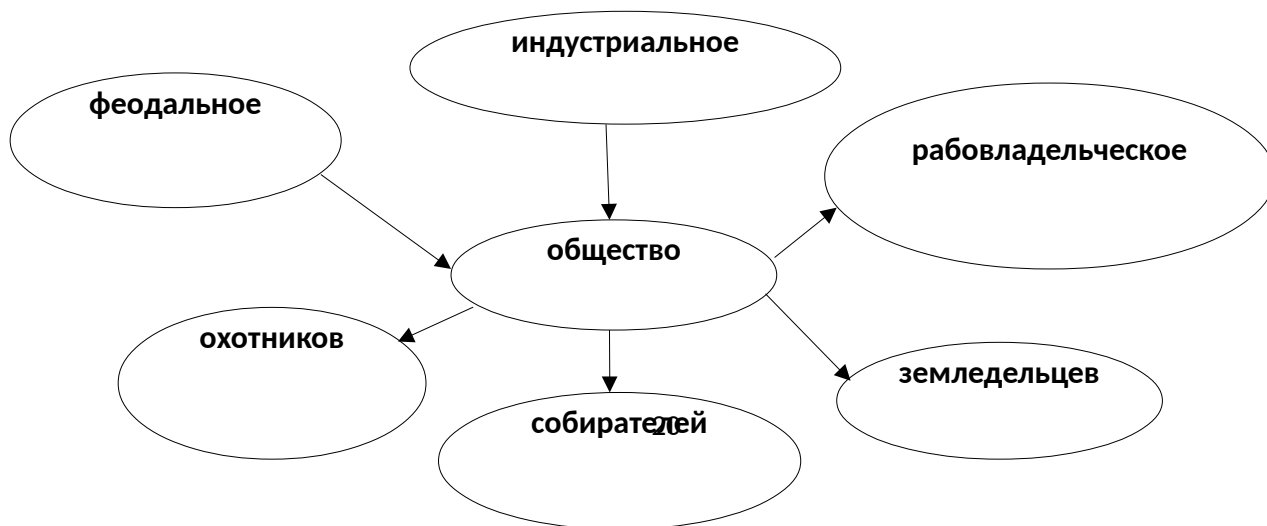 индустриальное
феодальное
рабовладельческое
общество
охотников
земледельцев
собирателей
20